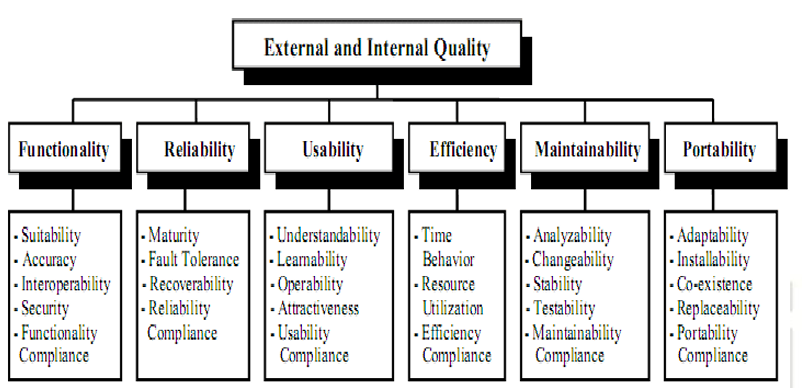 External and Internal Quality
Functionality
Reliability
Usability
Efficiency
Maintainability
Portability
- Suitability
- Accuracy
- Interoperability
- Security
- Functionality
Compliance
- Maturity
- Fault Tolerance
- Recoverability
- Reliability
Compliance
- Understandability
- Learnability
- Operability
- Attractiveness
- Usability
Compliance
- Time
Behavior
- Resource
Utilization
- Efficiency
Compliance
- Analyzability
- Changeability
- Stability
- Testability
- Maintainability
Compliance
- Adaptability
- Installability
- Co-existence
- Replaceability
- Portability
Compliance